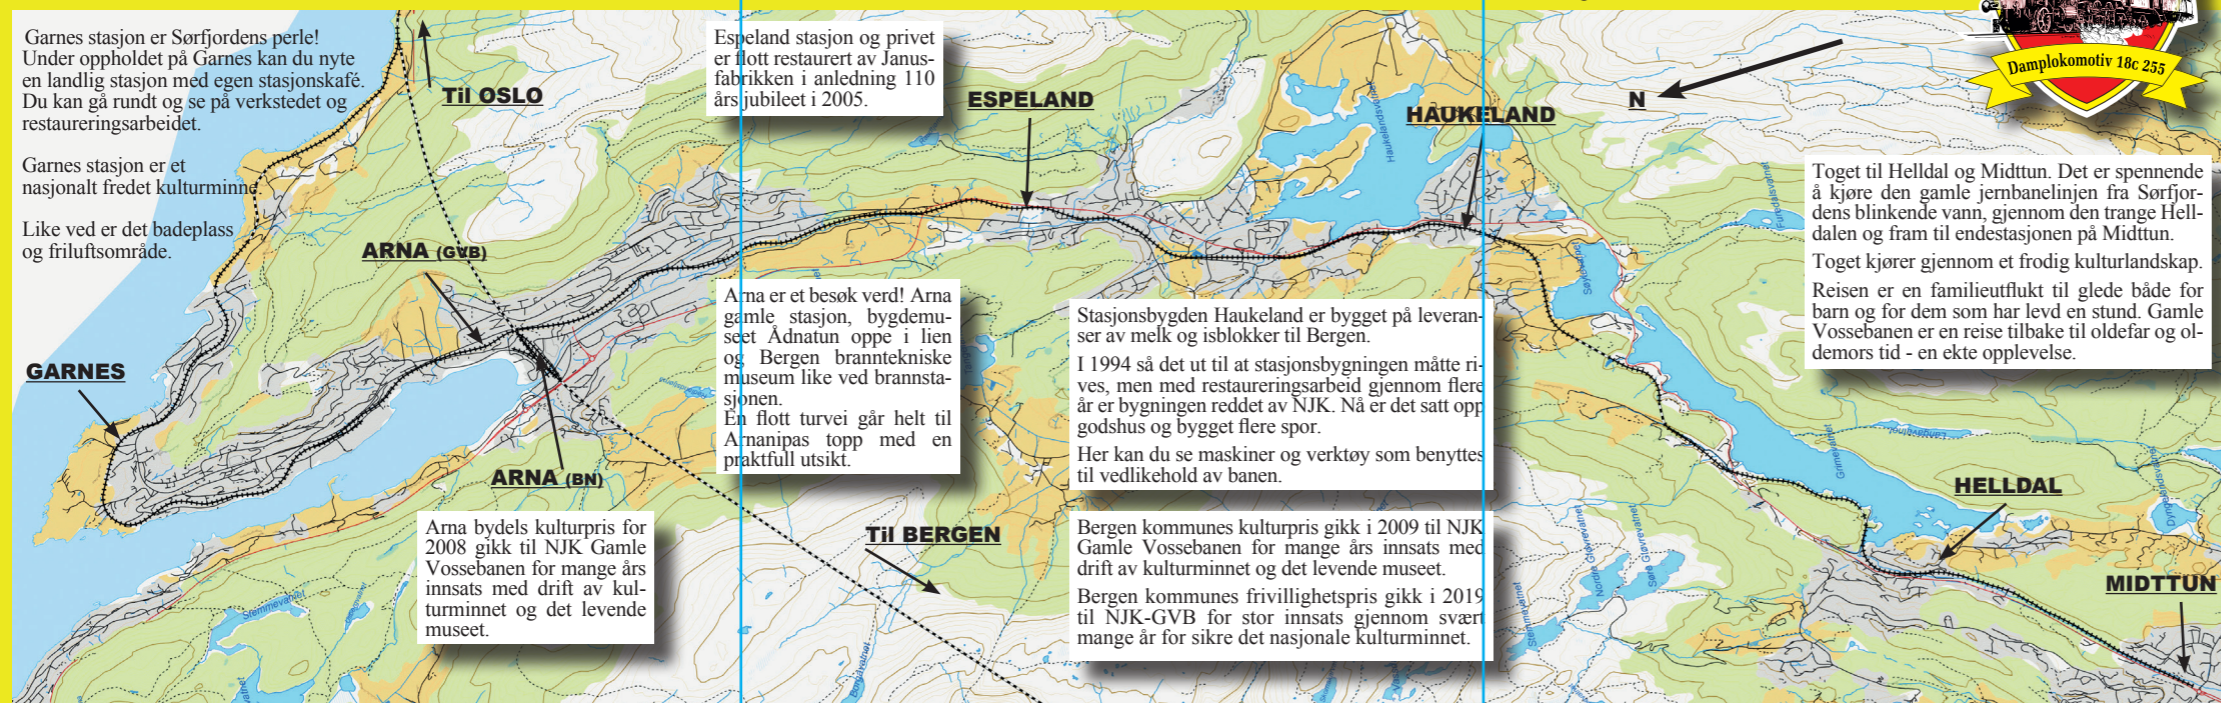 Garnes stasjon er Sørfjordens perle!
Under oppholdet på Garnes kan du nyte
en landlig stasjon med egen stasjonskafé.
Du kan gå rundt og se på verkstedet og
restaureringsarbeidet.
Garnes stasjon er et
nasjonalt fredet kulturminne
Like ved er det badeplass
og friluftsområde.
Til OSLO
Espeland stasjon og privet
er flott restaurert av Janus-
fabrikken i anledning 110
års jubileet i 2005.
ESPELAND
HAUKELAND
Haukelandsvatnet
N
Damplokomotiv 18c 255
Toget til Helldal og Midttun. Det er spennende
å kjøre den gamle jernbanelinjen fra Sørfjor-
dens blinkende vann, gjennom den trange Hell-
dalen og fram til endestasjonen på Midttun.
Toget kjører gjennom et frodig kulturlandskap.
Reisen er en familieutflukt til glede både for
barn og for dem som har levd en stund. Gamle
Vossebanen er en reise tilbake til oldefar og ol-
demors tid - en ekte opplevelse.
ARNA (GVB)
GARNES
ARNA (BN)
Arna er et besøk verd! Arna
gamle stasjon, bygdemu-
seet Ådnatun oppe i lien
og Bergen branntekniske
museum like ved brannsta-
sjonen.
En flott turvei går helt til
Arnanipas topp med en
praktfull utsikt.
Stasjonsbygden Haukeland er bygget på leveran-
ser av melk og isblokker til Bergen.
I 1994 så det ut til at stasjonsbygningen måtte ri-
ves, men med restaureringsarbeid gjennom flere
år er bygningen reddet av NJK. Nå er det satt opp
godshus og bygget flere spor.
Her kan du se maskiner og verktøy som benyttes
til vedlikehold av banen.
Arna bydels kulturpris for
2008 gikk til NJK Gamle
Vossebanen for mange års
innsats med drift av kul-
turminnet og det levende
museet.
Til BERGEN
Bergen kommunes kulturpris gikk i 2009 til NJK
Gamle Vossebanen for mange års innsats med
drift av kulturminnet og det levende museet.
Bergen kommunes frivillighetspris gikk i 2019
til NJK-GVB for stor innsats gjennom svært
mange år for sikre det nasjonale kulturminnet.
Grimevatnet
HELLDAL
MIDTTUN
Stemmevatnet
Borgavatnet
Nordre Gløvrevatnet
Søre Gløvrevatnet
Stemmevatnet